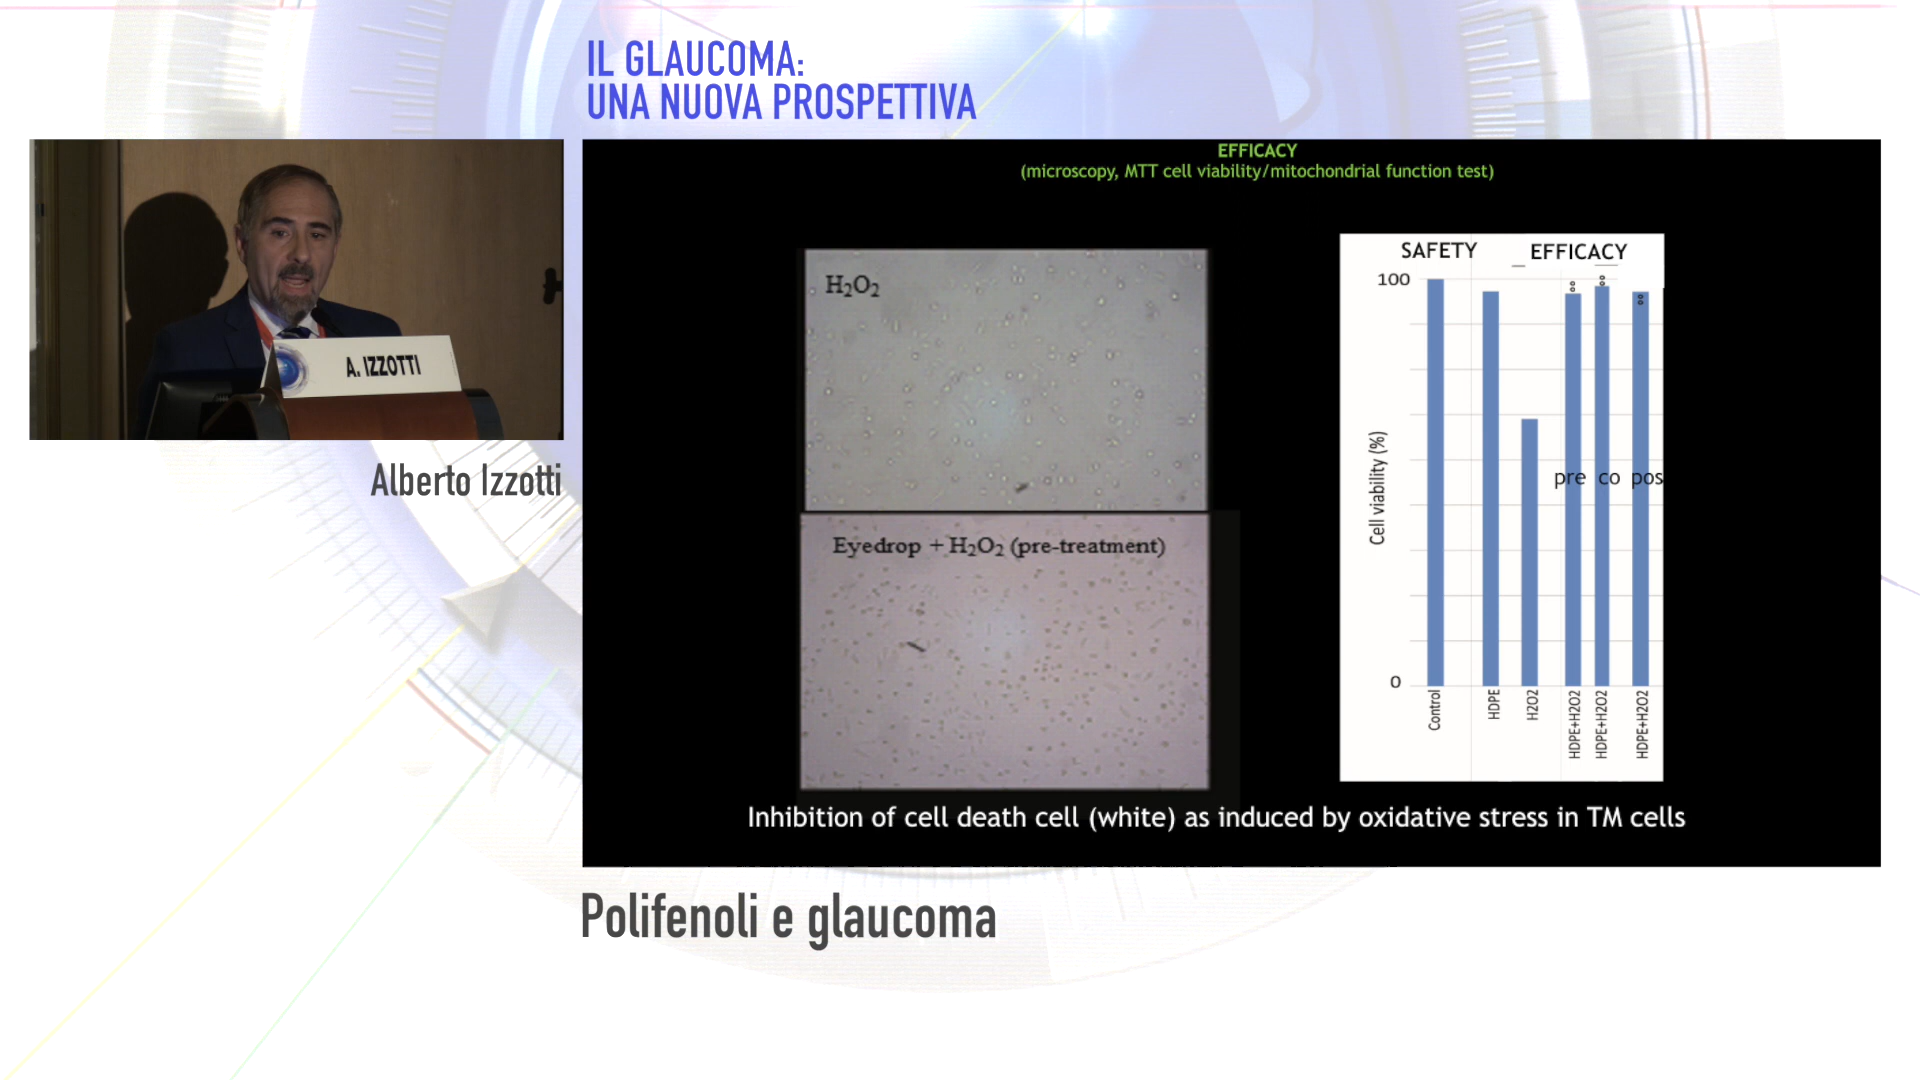 IL GLAUCOMA:
UNA NUOVA PROSPETTIVA
A. IZZOTTI
Alberto Izzotti
EFFICACY
(microscopy, MTT cell viability/mitochondrial function test)
H₂O₂
Eyedrop + H₂O₂ (pre-treatment)
SAFETY
EFFICACY
100
0
Cell viability (%)
pre co pos
Control
HDPE
H2O2
HDPE+H2O2
HDPE+H2O2
HDPE+H2O2
Inhibition of cell death cell (white) as induced by oxidative stress in TM cells
Polifenoli e glaucoma